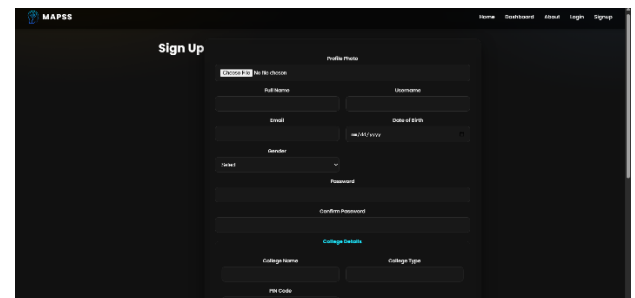 MAPSS
Home Dashboard About Login Signup
Sign Up
Profile Photo
Choose File No file chosen
Full Name Username
Email Date of Birth
mm/dd/yyyy
Gender
Select
Password
Confirm Password
College Details
College Name College Type
PIN Code